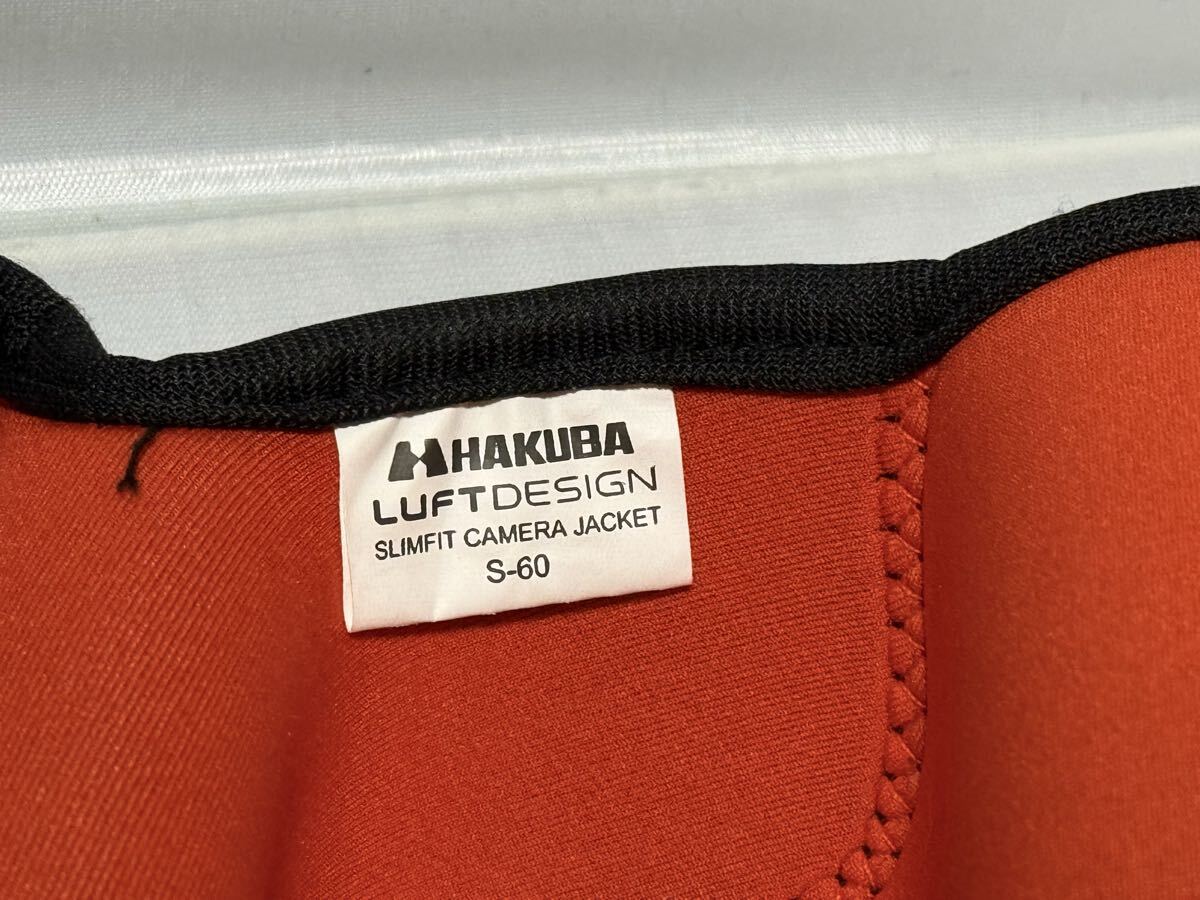 HAKUBA
LUFTDESIGN
SLIMFIT CAMERA JACKET
S-60